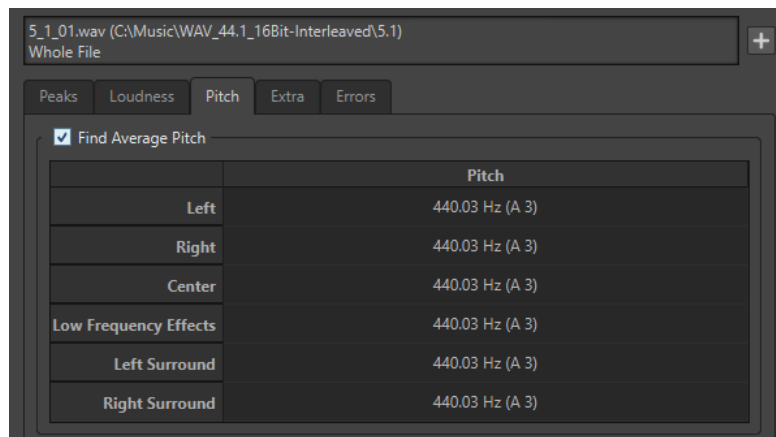 5_1_01.wav (C:\Music\WAV_44.1_16Bit-Interleaved\5.1)
Whole File
+
Peaks Loudness Pitch Extra Errors
Find Average Pitch
Pitch
Left 440.03 Hz (A 3)
Right 440.03 Hz (A 3)
Center 440.03 Hz (A 3)
Low Frequency Effects 440.03 Hz (A 3)
Left Surround 440.03 Hz (A 3)
Right Surround 440.03 Hz (A 3)